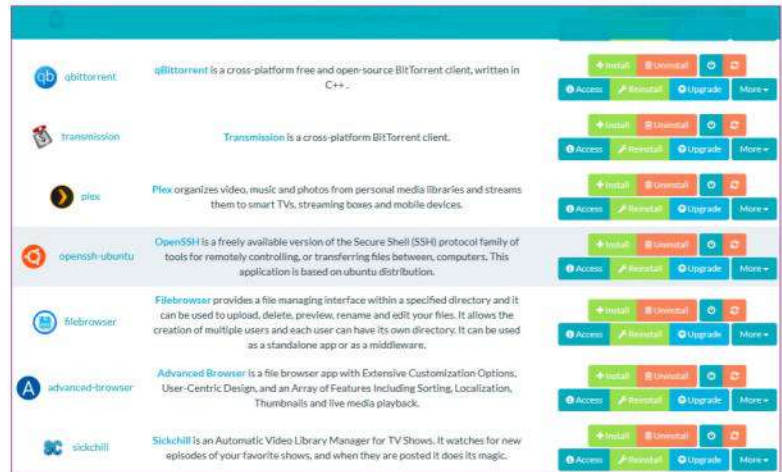 +Install Uninstall
Access Reinstall Upgrade More
qbittorrent
qBittorrent is a cross-platform free and open-source BitTorrent client, written in
C++ .
+Install Uninstall
Access Reinstall Upgrade More
transmission
Transmission is a cross-platform BitTorrent client.
+Install Uninstall
Access Reinstall Upgrade More
plex
Plex organizes video, music and photos from personal media libraries and streams
them to smart TVs, streaming boxes and mobile devices.
+Install Uninstall
Access Reinstall Upgrade More
openssh-ubuntu
OpenSSH is a freely available version of the Secure Shell (SSH) protocol family of
tools for remotely controlling, or transferring files between, computers. This
application is based on ubuntu distribution.
+Install Uninstall
Access Reinstall Upgrade More
filebrowser
Filebrowser provides a file managing interface within a specified directory and it
can be used to upload, delete, preview, rename and edit your files. It allows the
creation of multiple users and each user can have its own directory. It can be used
as a standalone app or as a middleware.
+Install Uninstall
Access Reinstall Upgrade More
advanced-browser
Advanced Browser is a file browser app with Extensive Customization Options,
User-Centric Design, and an Array of Features Including Sorting, Localization,
Thumbnails and live media playback.
+Install Uninstall
Access Reinstall Upgrade More
sickchill
Sickchill is an Automatic Video Library Manager for TV Shows. It watches for new
episodes of your favorite shows, and when they are posted it does its magic.